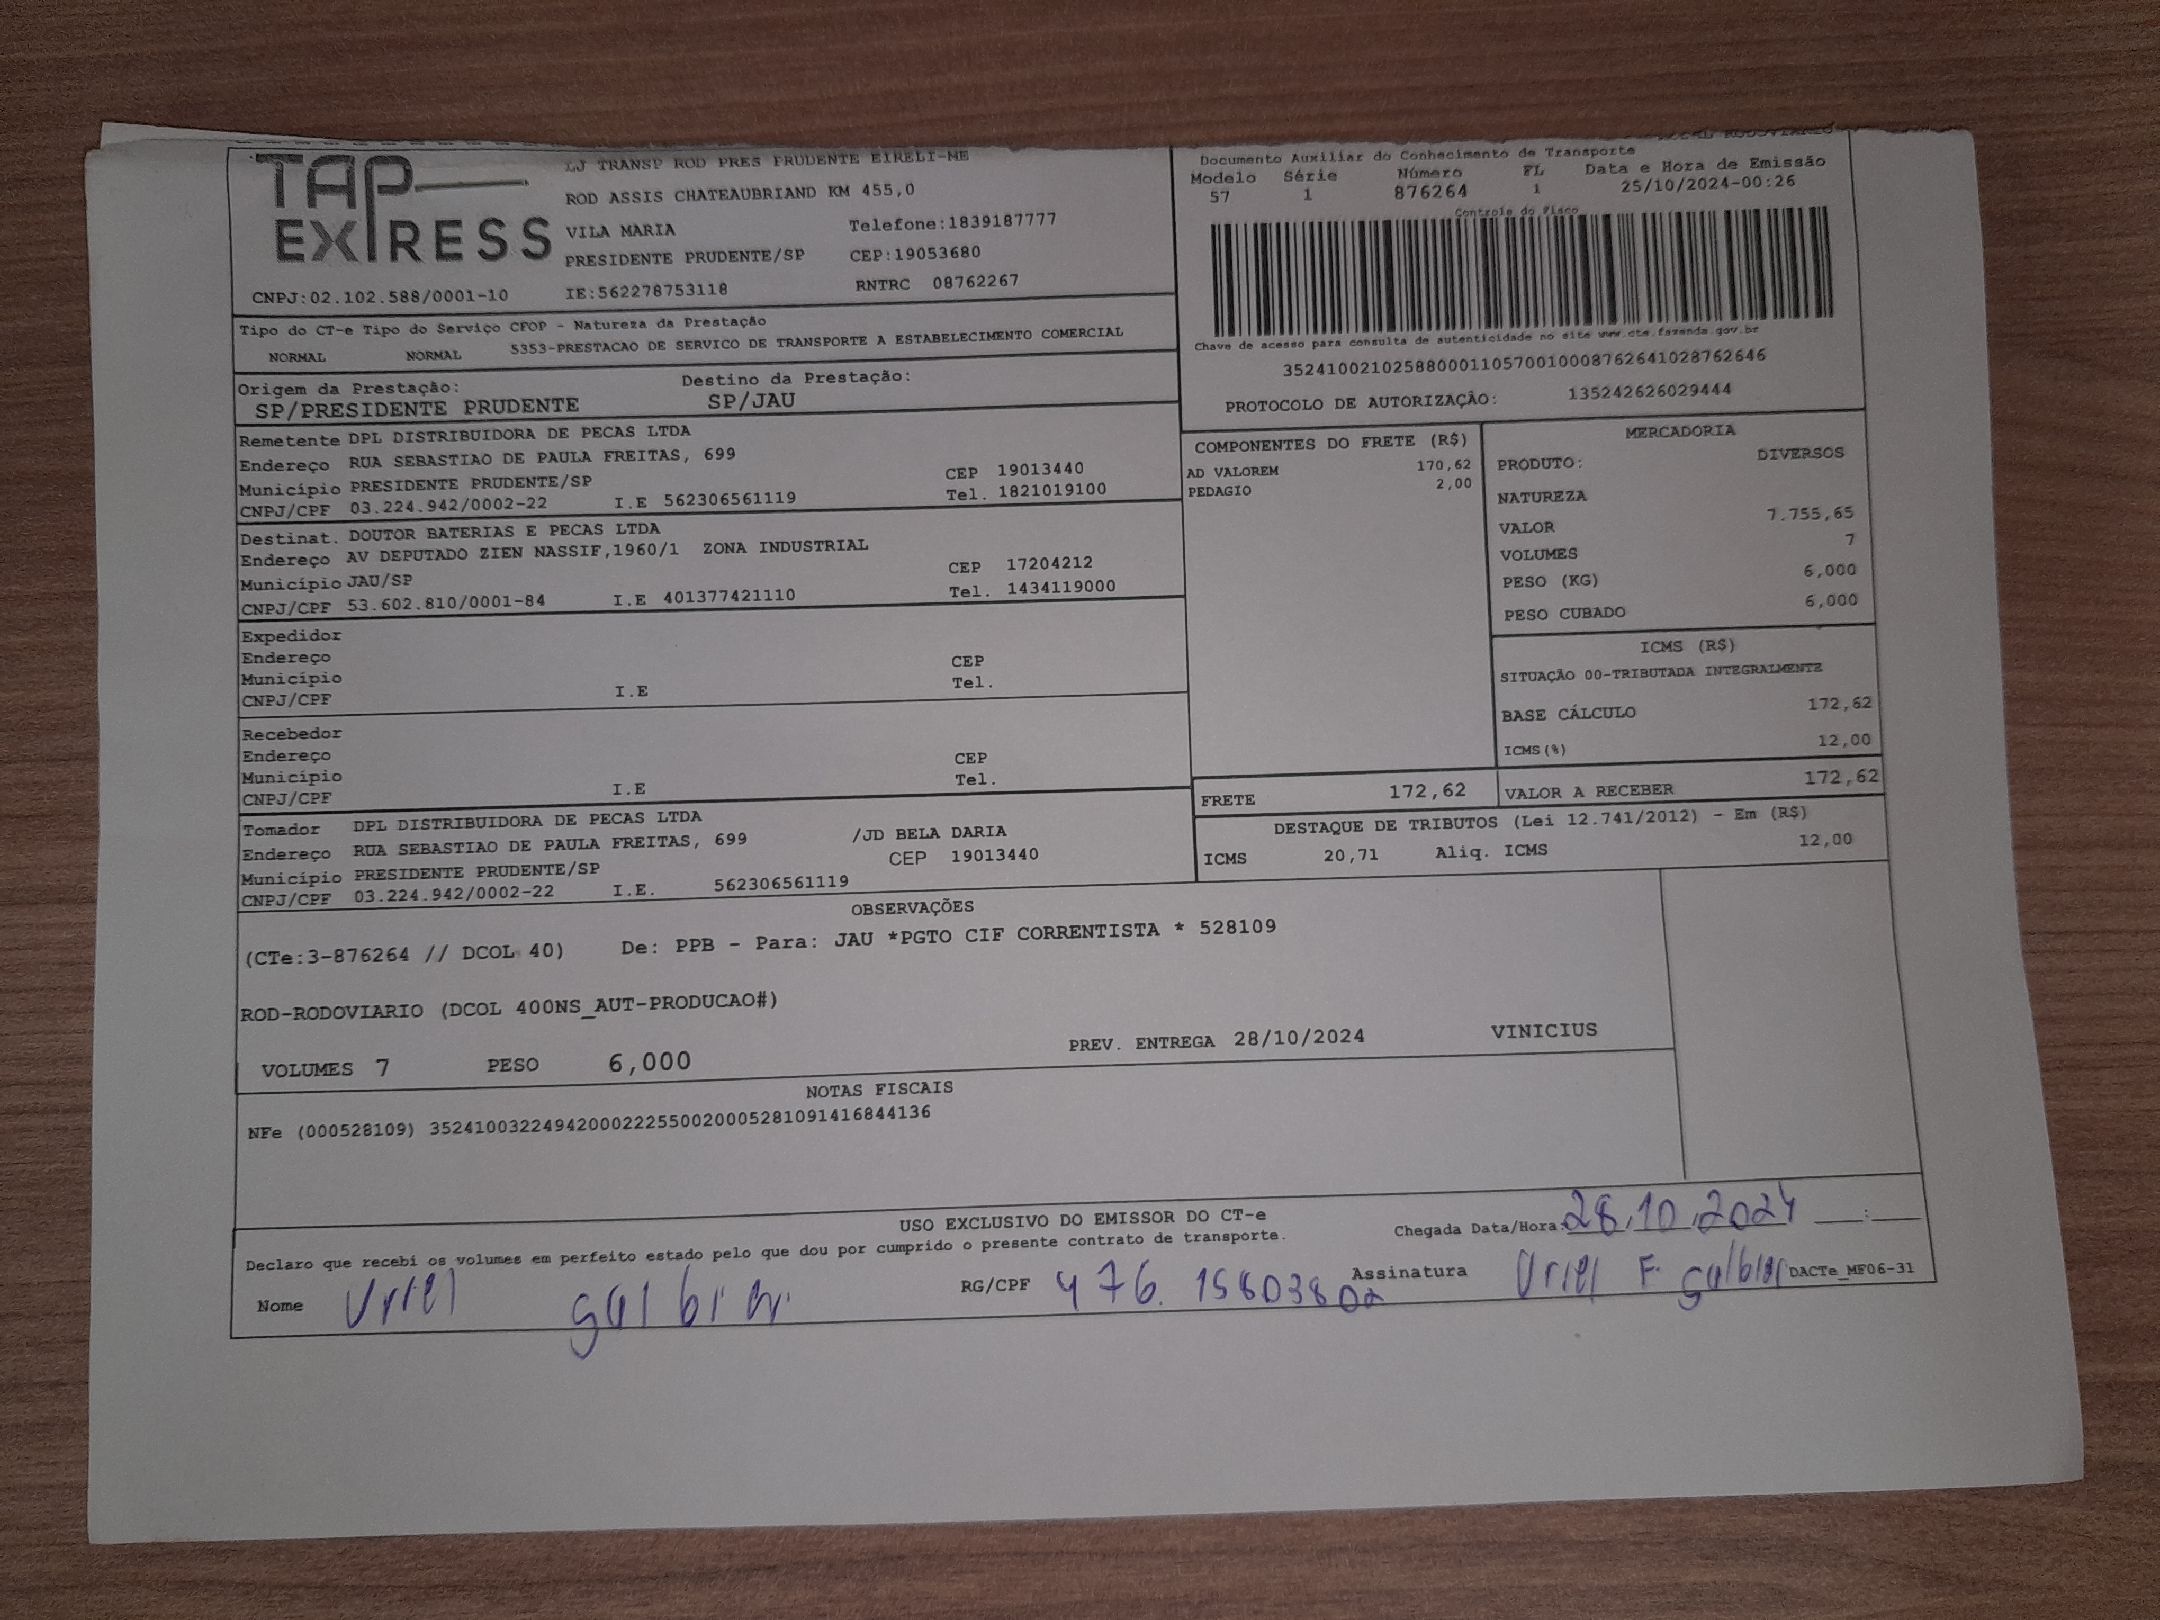 TAP EXPRESS
LJ TRANSP ROD PRES PRUDENTE EIRELI-ME
ROD ASSIS CHATEAUBRIAND KM 455,0
VILA MARIA Telefone:1839187777
PRESIDENTE PRUDENTE/SP CEP:19053680
CNPJ:02.102.588/0001-10 IE:562278753118 RNTRC 08762267
RODOVIARIO
Documento Auxiliar do Conhecimento de Transporte
Modelo Série Número FL Data e Hora de Emissão
57 1 876264 1 25/10/2024-00:26
Controle do Fisco
Chave de acesso para consulta de autenticidade no site www.cte.fazenda.gov.br
35241002102588000110570010008762641028762646
PROTOCOLO DE AUTORIZAÇÃO: 135242626029444
Tipo do CT-e Tipo do Serviço CFOP - Natureza da Prestação
NORMAL NORMAL 5353-PRESTACAO DE SERVICO DE TRANSPORTE A ESTABELECIMENTO COMERCIAL
Origem da Prestação: Destino da Prestação:
SP/PRESIDENTE PRUDENTE SP/JAU
Remetente DPL DISTRIBUIDORA DE PECAS LTDA
Endereço RUA SEBASTIAO DE PAULA FREITAS, 699
Município PRESIDENTE PRUDENTE/SP CEP 19013440
CNPJ/CPF 03.224.942/0002-22 I.E 562306561119 Tel. 1821019100
Destinat. DOUTOR BATERIAS E PECAS LTDA
Endereço AV DEPUTADO ZIEN NASSIF,1960/1 ZONA INDUSTRIAL
Município JAU/SP CEP 17204212
CNPJ/CPF 53.602.810/0001-84 I.E 401377421110 Tel. 1434119000
Expedidor
Endereço
Município CEP
CNPJ/CPF I.E Tel.
Recebedor
Endereço
Município CEP
CNPJ/CPF I.E Tel.
Tomador DPL DISTRIBUIDORA DE PECAS LTDA
Endereço RUA SEBASTIAO DE PAULA FREITAS, 699 /JD BELA DARIA
Município PRESIDENTE PRUDENTE/SP CEP 19013440
CNPJ/CPF 03.224.942/0002-22 I.E. 562306561119
COMPONENTES DO FRETE (R$)
AD VALOREM 170,62
PEDAGIO 2,00
MERCADORIA
PRODUTO: DIVERSOS
NATUREZA
VALOR 7.755,65
VOLUMES 7
PESO (KG) 6,000
PESO CUBADO 6,000
ICMS (R$)
SITUAÇÃO 00-TRIBUTADA INTEGRALMENTE
BASE CÁLCULO 172,62
ICMS(%) 12,00
FRETE 172,62 VALOR A RECEBER 172,62
DESTAQUE DE TRIBUTOS (Lei 12.741/2012) - Em (R$)
ICMS 20,71 Aliq. ICMS 12,00
OBSERVAÇÕES
(CTe:3-876264 // DCOL 40) De: PPB - Para: JAU *PGTO CIF CORRENTISTA * 528109
ROD-RODOVIARIO (DCOL 400NS_AUT-PRODUCAO#)
VOLUMES 7 PESO 6,000 PREV. ENTREGA 28/10/2024 VINICIUS
NOTAS FISCAIS
NFe (000528109) 35241003224942000222550020005281091416844136
USO EXCLUSIVO DO EMISSOR DO CT-e
Chegada Data/Hora: 28.10.2024 __:__
Declaro que recebi os volumes em perfeito estado pelo que dou por cumprido o presente contrato de transporte.
Nome Uriel RG/CPF 476.15803802 Assinatura Uriel F. DACTe_MF06-31